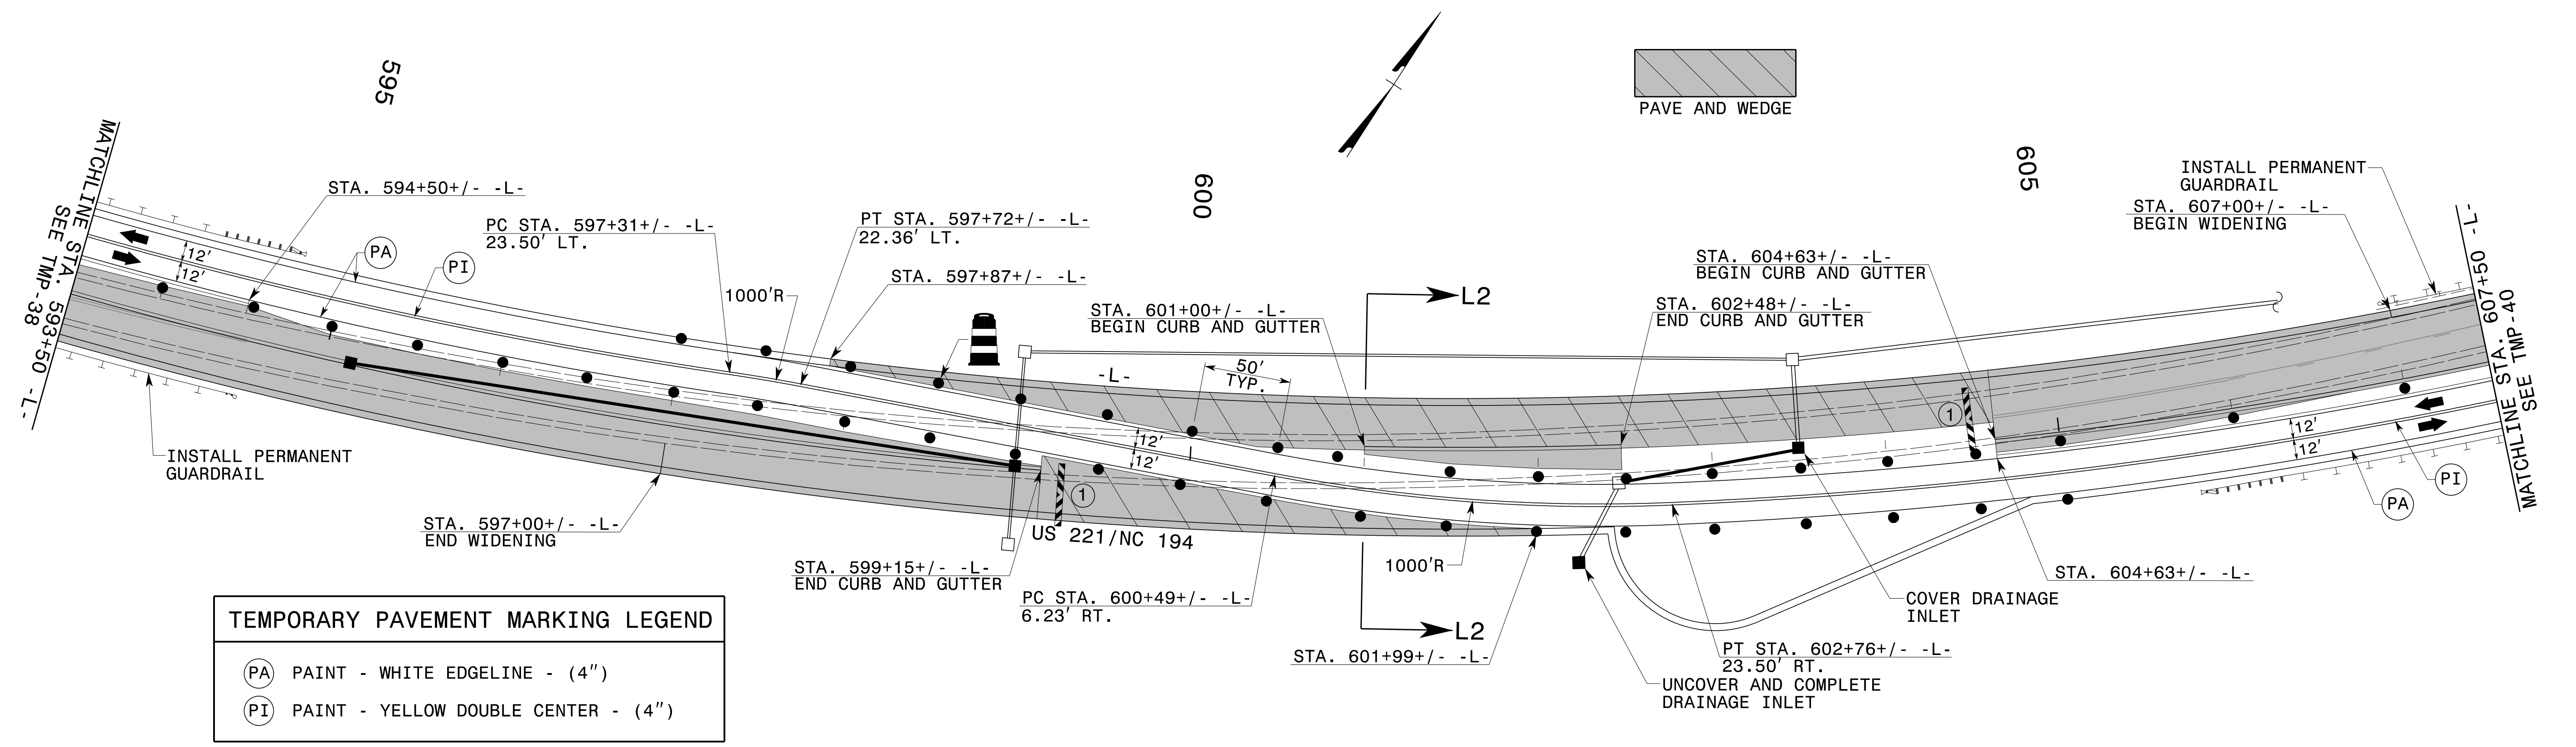 595
600
605
PAVE AND WEDGE
MATCHLINE STA. 593+50 -L-
SEE TMP-38
STA. 594+50+/- -L-
PA
PI
12'
12'
PC STA. 597+31+/- -L-
23.50' LT.
PT STA. 597+72+/- -L-
22.36' LT.
1000'R
STA. 597+87+/- -L-
STA. 601+00+/- -L-
BEGIN CURB AND GUTTER
-L-
50'
TYP.
L2
STA. 604+63+/- -L-
BEGIN CURB AND GUTTER
STA. 602+48+/- -L-
END CURB AND GUTTER
INSTALL PERMANENT
GUARDRAIL
STA. 607+00+/- -L-
BEGIN WIDENING
MATCHLINE STA. 607+50 -L-
SEE TMP-40
1
12'
12'
12'
12'
PI
PA
INSTALL PERMANENT
GUARDRAIL
1
STA. 597+00+/- -L-
END WIDENING
US 221/NC 194
STA. 599+15+/- -L-
END CURB AND GUTTER
PC STA. 600+49+/- -L-
6.23' RT.
1000'R
L2
STA. 601+99+/- -L-
STA. 604+63+/- -L-
COVER DRAINAGE
INLET
PT STA. 602+76+/- -L-
23.50' RT.
UNCOVER AND COMPLETE
DRAINAGE INLET
TEMPORARY PAVEMENT MARKING LEGEND
PA PAINT - WHITE EDGELINE - (4")
PI PAINT - YELLOW DOUBLE CENTER - (4")